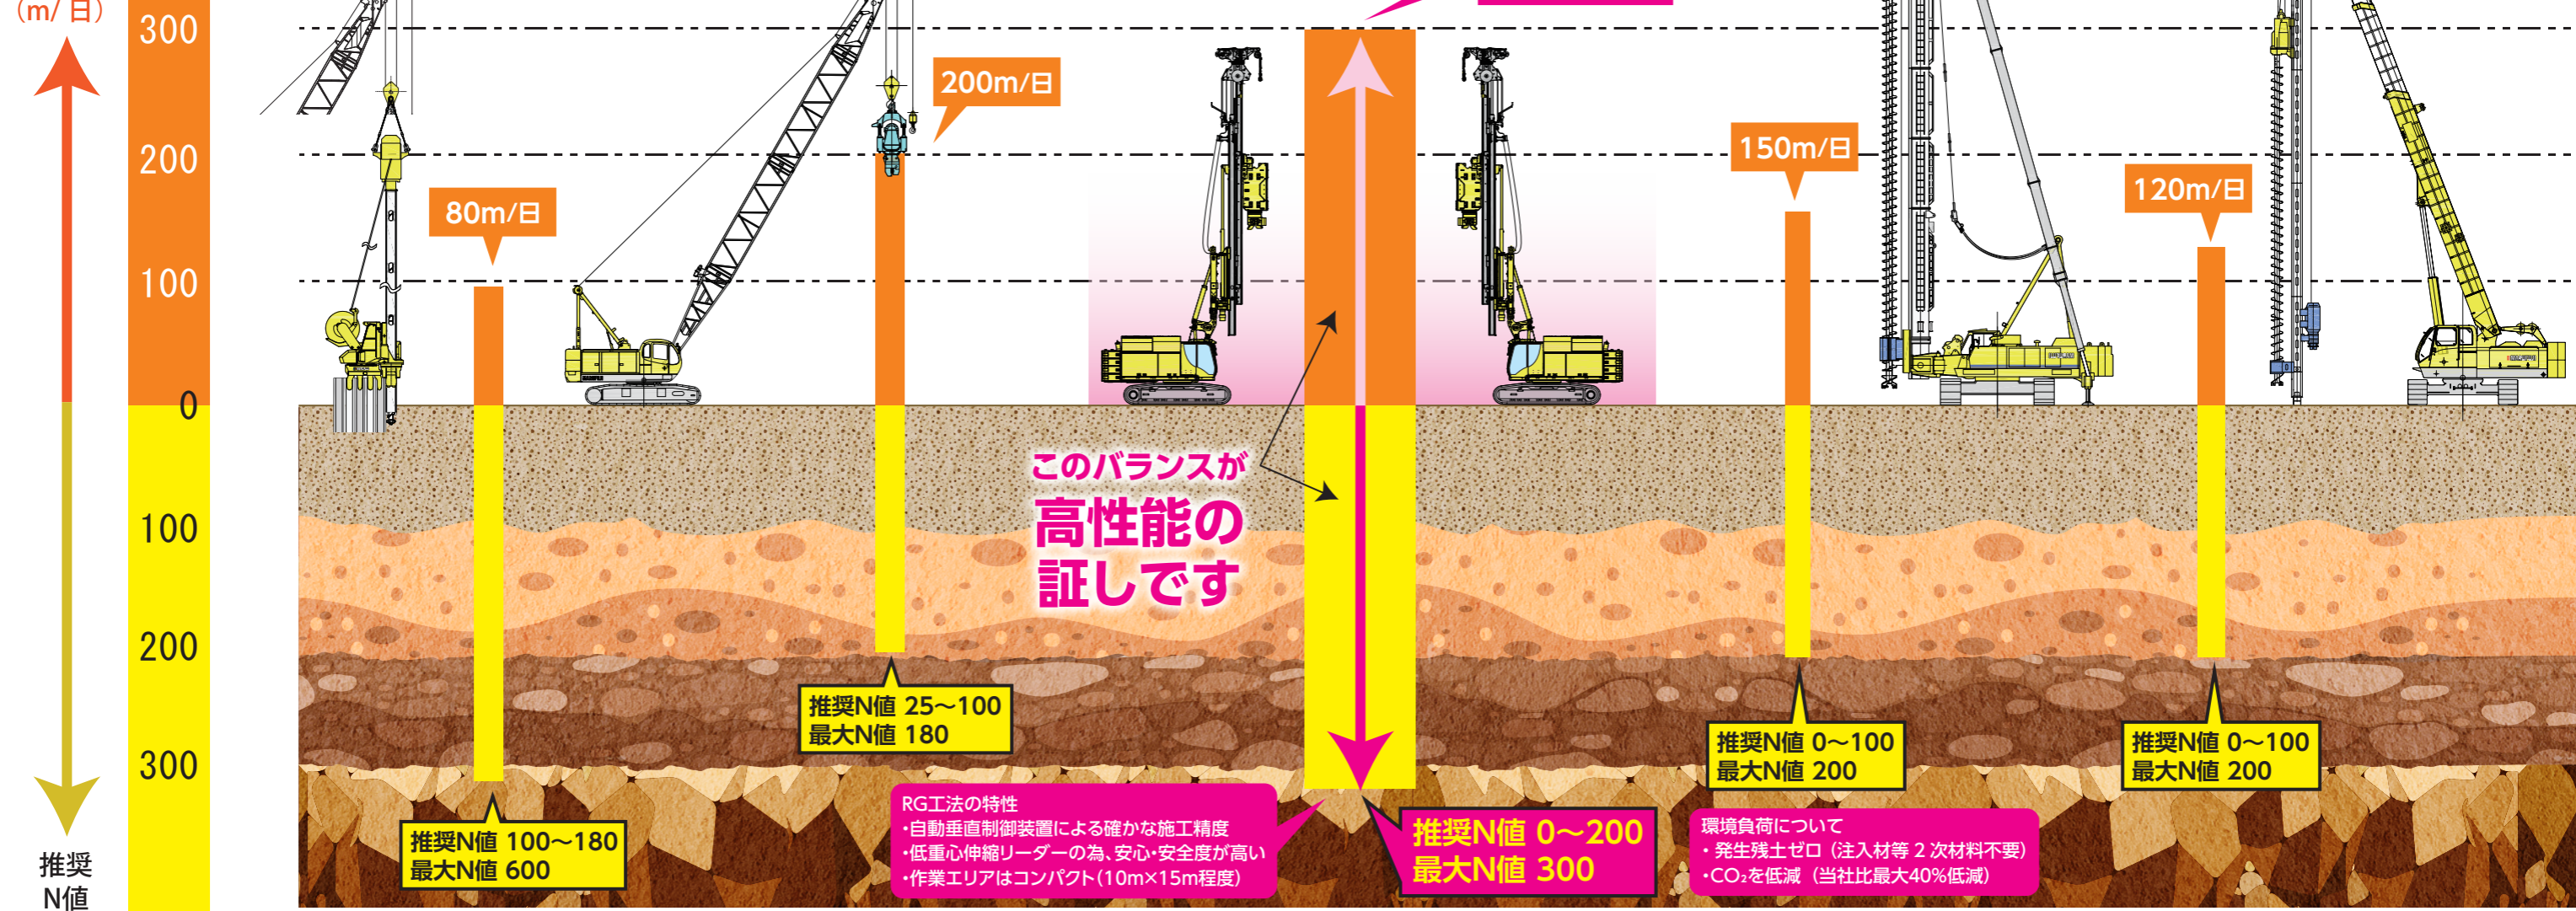 (m/日)
300
200
100
0
100
200
300
推奨
N値
80m/日
200m/日
150m/日
120m/日
このバランスが
高性能の
証しです
推奨N値 100～180
最大N値 600
推奨N値 25～100
最大N値 180
RG工法の特性
・自動垂直制御装置による確かな施工精度
・低重心伸縮リーダーの為、安心・安全度が高い
・作業エリアはコンパクト(10m×15m程度)
推奨N値 0～200
最大N値 300
推奨N値 0～100
最大N値 200
環境負荷について
・発生残土ゼロ（注入材等 2 次材料不要）
・CO₂を低減（当社比最大40%低減）
推奨N値 0～100
最大N値 200